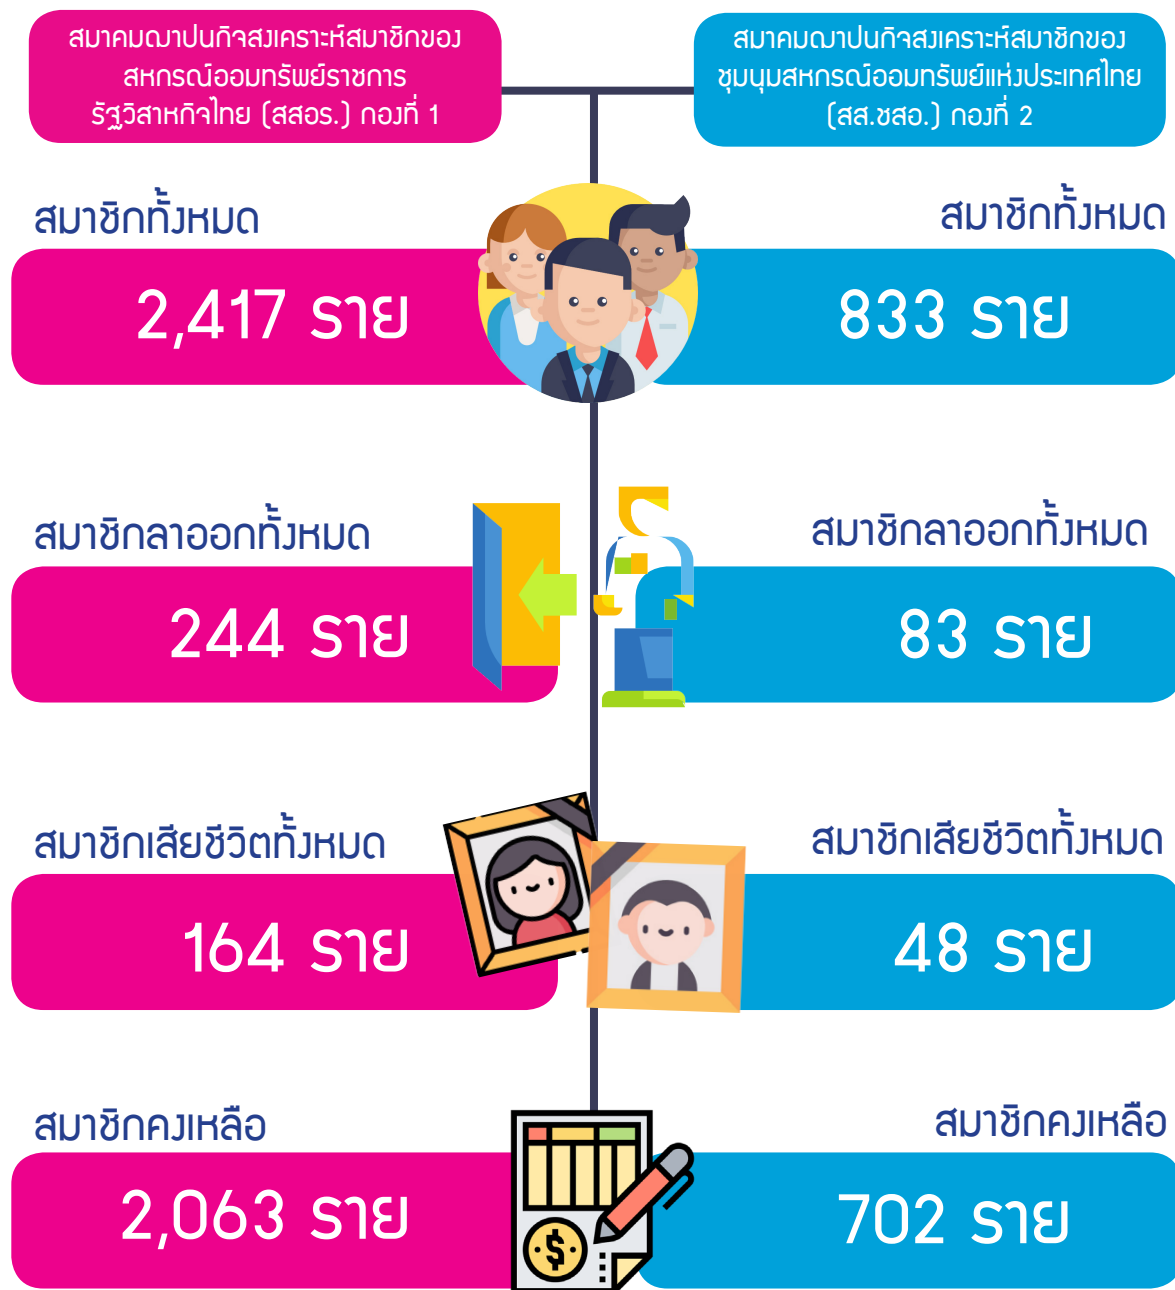 สมาคมฌาปนกิจสงเคราะห์สมาชิกของ
สหกรณ์ออมทรัพย์ราชการ
รัฐวิสาหกิจไทย (สสอร.) กองที่ 1
สมาคมฌาปนกิจสงเคราะห์สมาชิกของ
ชุมนุมสหกรณ์ออมทรัพย์แห่งประเทศไทย
(สส.ชสอ.) กองที่ 2
สมาชิกทั้งหมด
สมาชิกทั้งหมด
2,417 ราย
833 ราย
สมาชิกลาออกทั้งหมด
สมาชิกลาออกทั้งหมด
244 ราย
83 ราย
สมาชิกเสียชีวิตทั้งหมด
สมาชิกเสียชีวิตทั้งหมด
164 ราย
48 ราย
สมาชิกคงเหลือ
สมาชิกคงเหลือ
2,063 ราย
702 ราย
$